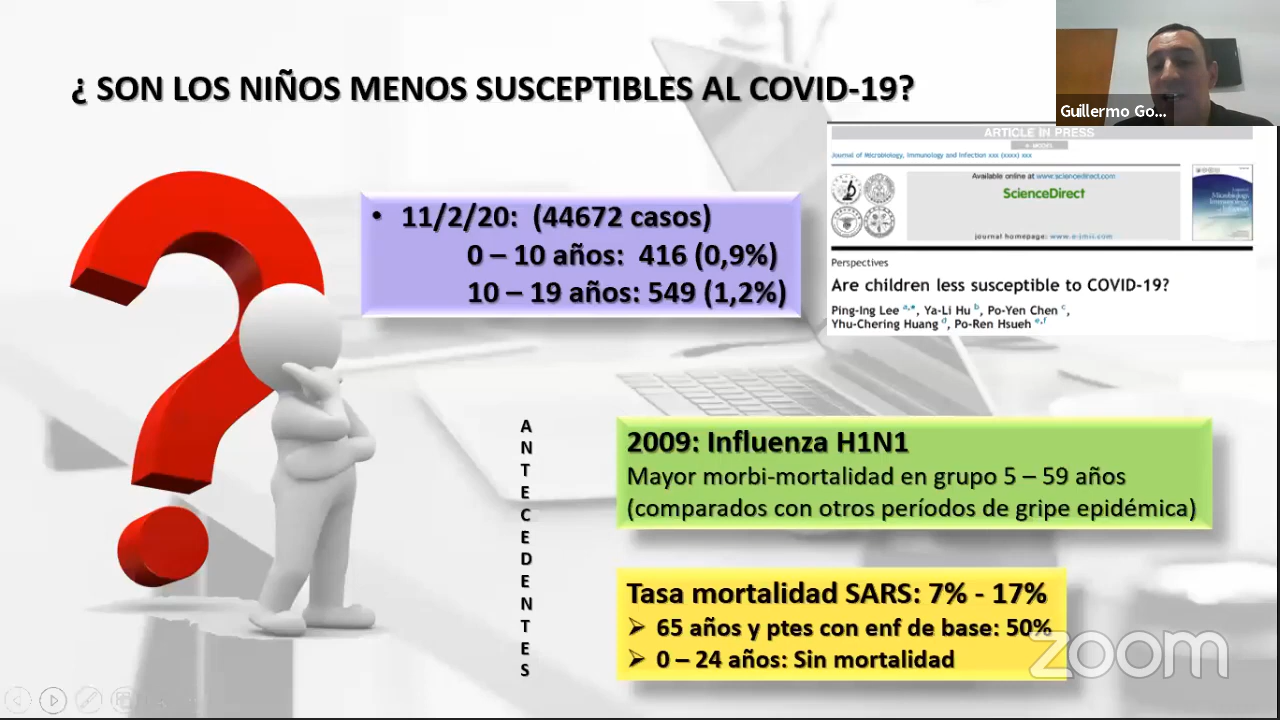 ¿ SON LOS NIÑOS MENOS SUSCEPTIBLES AL COVID-19?
Guillermo Go...
ARTICLE IN PRESS
+ MODEL
Journal of Microbiology, Immunology and Infection xxx (xxxx) xxx
Available online at www.sciencedirect.com
ScienceDirect
journal homepage: www.e-jmii.com
Perspectives
Are children less susceptible to COVID-19?
Ping-Ing Lee a,*, Ya-Li Hu b, Po-Yen Chen c,
Yhu-Chering Huang d, Po-Ren Hsueh e,f
• 11/2/20: (44672 casos)
0 – 10 años: 416 (0,9%)
10 – 19 años: 549 (1,2%)
ANTECEDENTES
2009: Influenza H1N1
Mayor morbi-mortalidad en grupo 5 – 59 años
(comparados con otros períodos de gripe epidémica)
Tasa mortalidad SARS: 7% - 17%
➢ 65 años y ptes con enf de base: 50%
➢ 0 – 24 años: Sin mortalidad
zoom